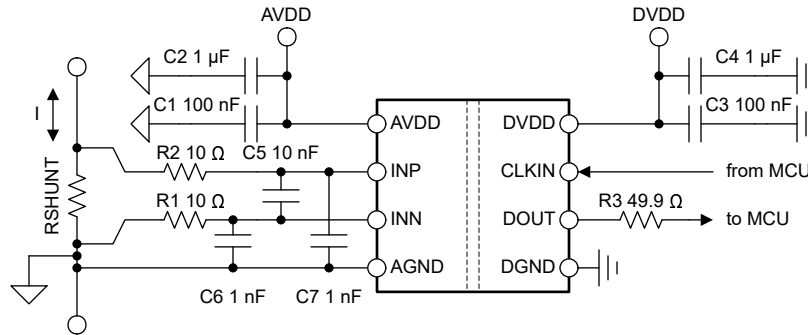 AVDD
DVDD
C2 1 µF
C4 1 µF
C1 100 nF
C3 100 nF
I
AVDD
DVDD
R2 10 Ω
C5 10 nF
INP
CLKIN
from MCU
RSHUNT
R1 10 Ω
INN
DOUT
R3 49.9 Ω
to MCU
AGND
DGND
C6 1 nF
C7 1 nF